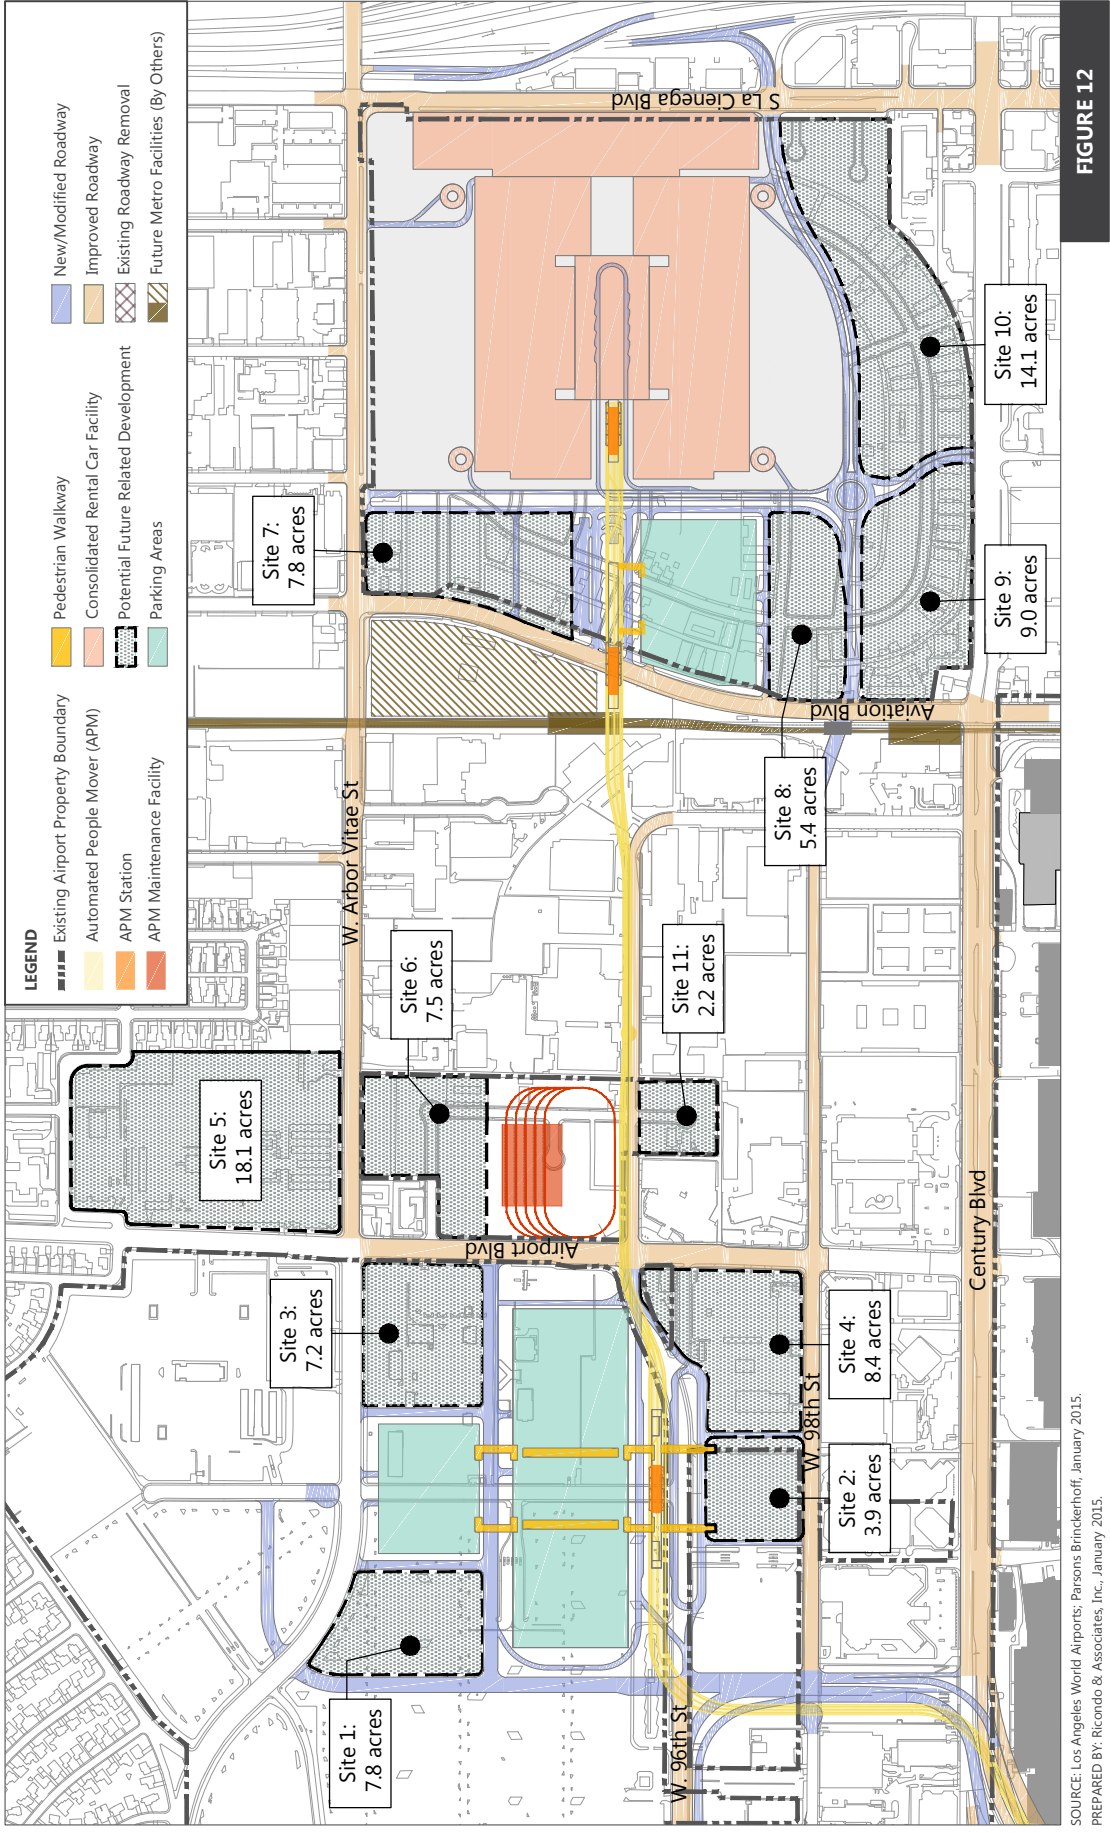 LEGEND
Existing Airport Property Boundary
Automated People Mover (APM)
APM Station
APM Maintenance Facility
Pedestrian Walkway
Consolidated Rental Car Facility
Potential Future Related Development
Parking Areas
New/Modified Roadway
Improved Roadway
Existing Roadway Removal
Future Metro Facilities (By Others)
Site 5:
18.1 acres
W. Arbor Vitae St
Site 7:
7.8 acres
S La Cienega Blvd
Site 3:
7.2 acres
Site 6:
7.5 acres
Site 1:
7.8 acres
Airport Blvd
Site 11:
2.2 acres
W. 96th St
Site 8:
5.4 acres
Aviation Blvd
Site 4:
8.4 acres
Site 2:
3.9 acres
W. 98th St
Site 9:
9.0 acres
Site 10:
14.1 acres
Century Blvd
SOURCE: Los Angeles World Airports; Parsons Brinckerhoff, January 2015.
PREPARED BY: Ricondo & Associates, Inc., January 2015.
FIGURE 12